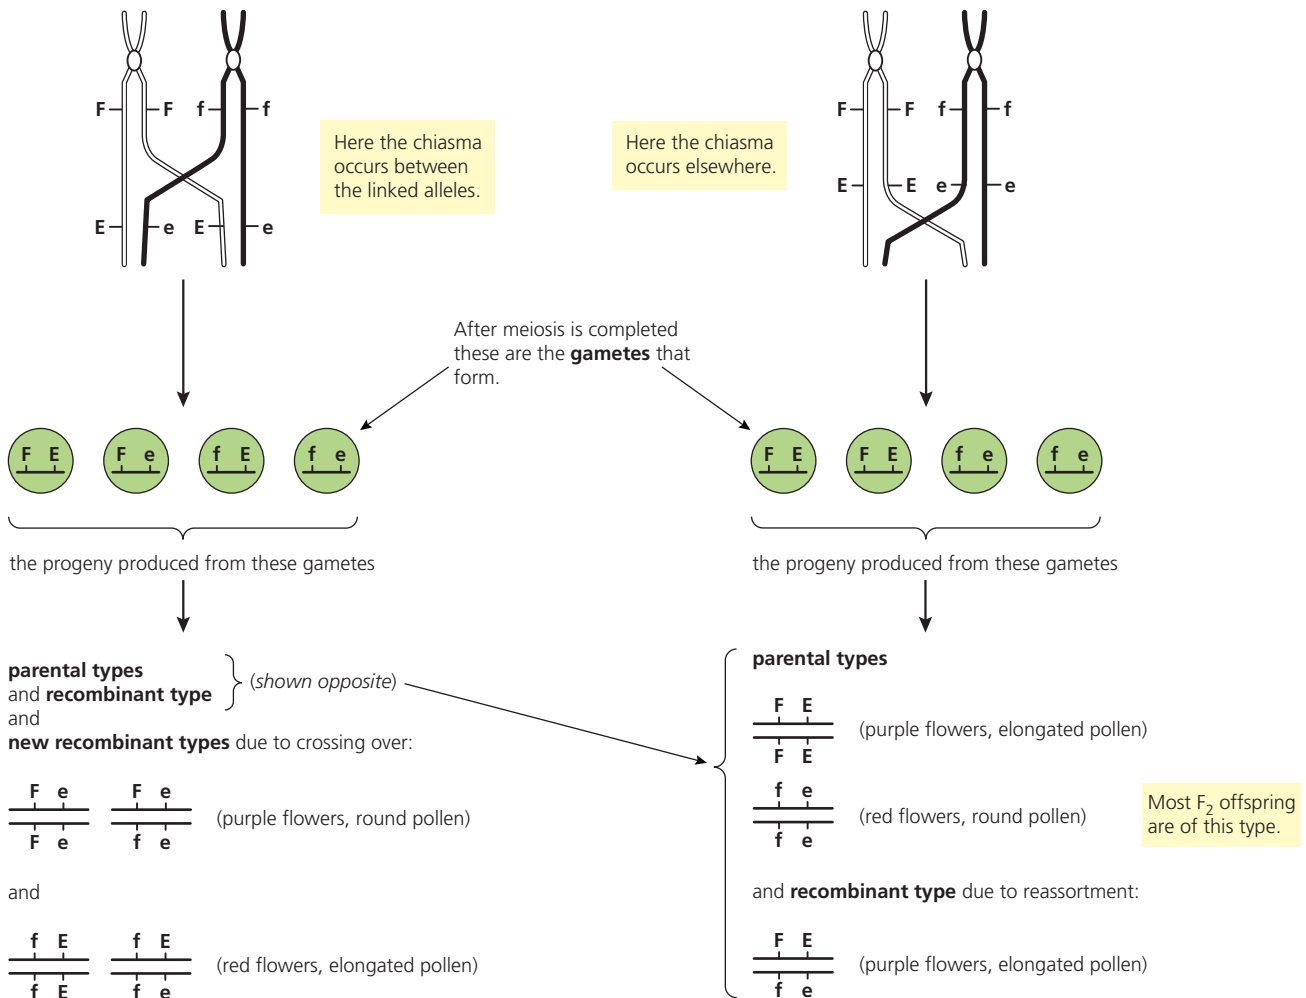 F F f f
E e E e
Here the chiasma
occurs between
the linked alleles.
Here the chiasma
occurs elsewhere.
F F f f
E E e e
After meiosis is completed
these are the gametes that
form.
F E F e f E f e
F E F E f e f e
the progeny produced from these gametes
the progeny produced from these gametes
parental types
and recombinant type
(shown opposite)
and
new recombinant types due to crossing over:
F e F e
(purple flowers, round pollen)
F e f e
and
f E f E
(red flowers, elongated pollen)
f E f e
parental types
F E
(purple flowers, elongated pollen)
F E
f e
(red flowers, round pollen)
f e
Most F2 offspring
are of this type.
and recombinant type due to reassortment:
F E
(purple flowers, elongated pollen)
f e